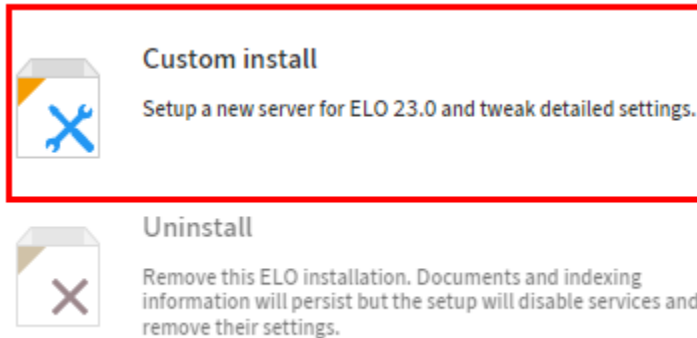 Custom install
Setup a new server for ELO 23.0 and tweak detailed settings.
Uninstall
Remove this ELO installation. Documents and indexing
information will persist but the setup will disable services and
remove their settings.